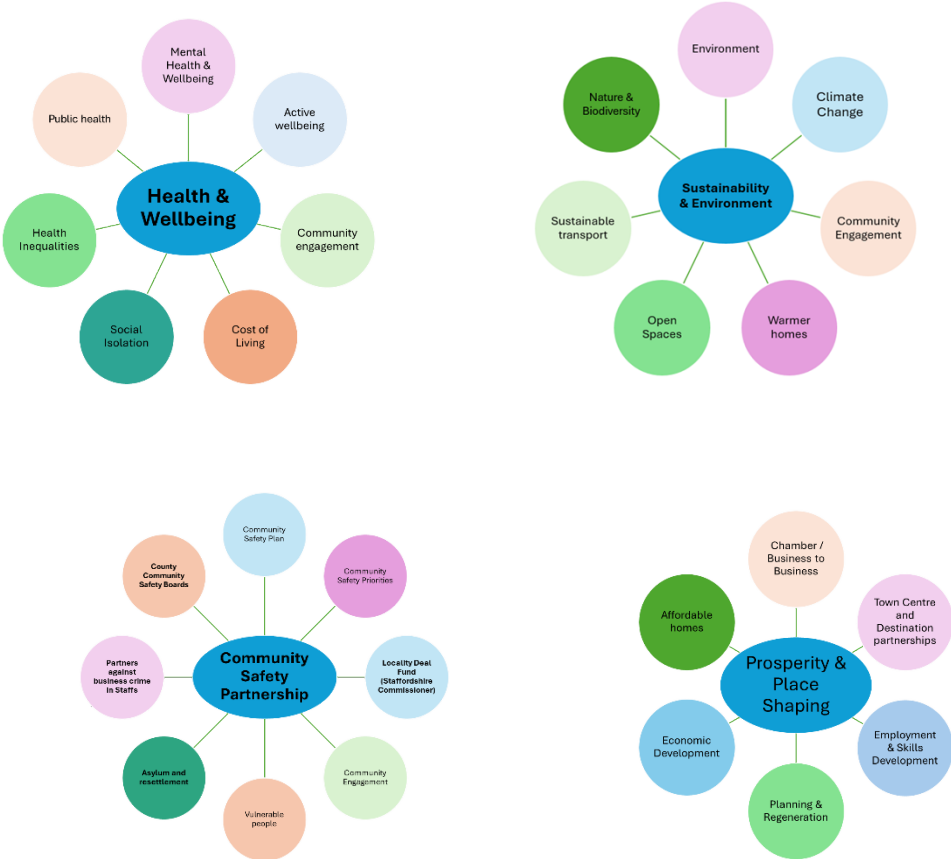 Mental
Health &
Wellbeing
Public health
Active
wellbeing
Health &
Wellbeing
Health
Inequalities
Community
engagement
Social
Isolation
Cost of
Living
Environment
Nature &
Biodiversity
Climate
Change
Sustainability
& Environment
Sustainable
transport
Community
Engagement
Open
Spaces
Warmer
homes
Community
Safety Plan
County
Community
Safety Boards
Community
Safety Priorities
Community
Safety
Partnership
Partners
against
business crime
in Staffs
Locality Deal
Fund
(Staffordshire
Commissioner)
Asylum and
resettlement
Community
Engagement
Vulnerable
people
Chamber /
Business to
Business
Affordable
homes
Town Centre
and
Destination
partnerships
Prosperity &
Place
Shaping
Economic
Development
Employment
& Skills
Development
Planning &
Regeneration